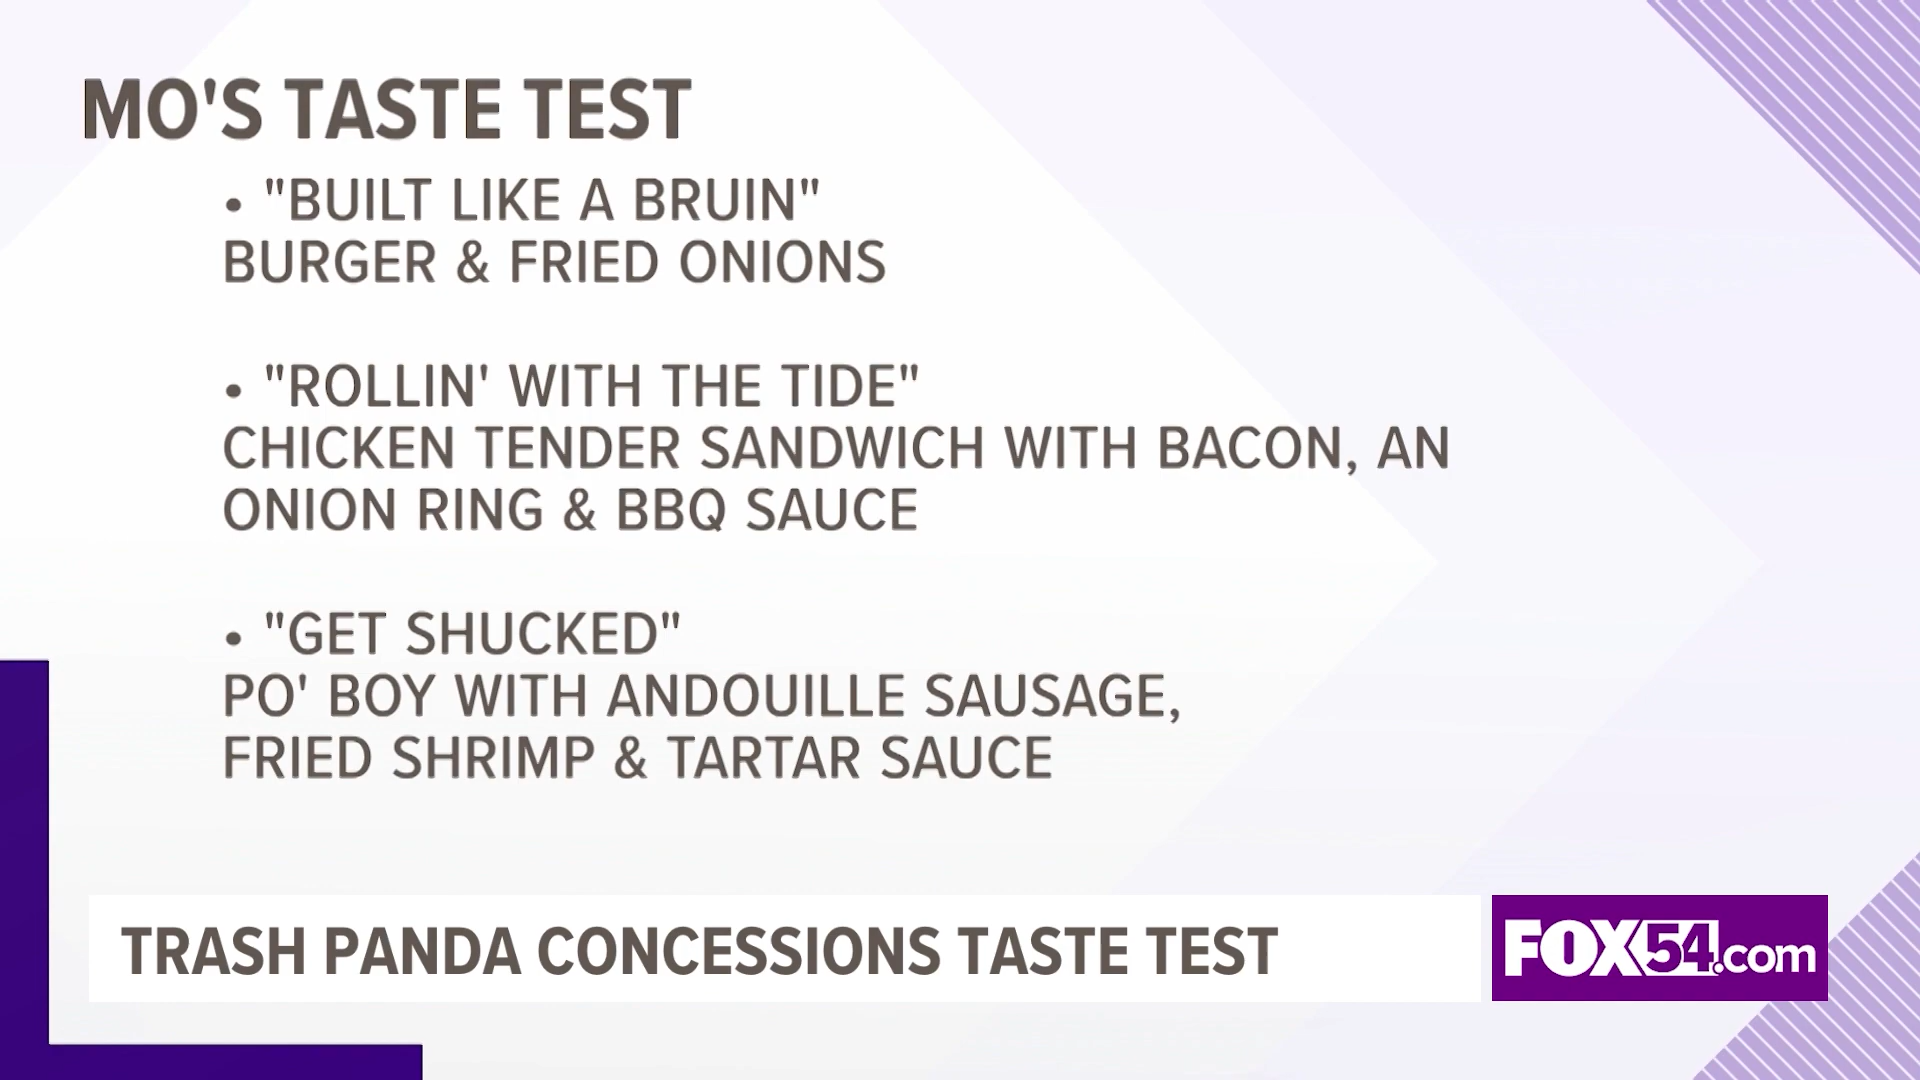 MO'S TASTE TEST
• "BUILT LIKE A BRUIN"
BURGER & FRIED ONIONS
• "ROLLIN' WITH THE TIDE"
CHICKEN TENDER SANDWICH WITH BACON, AN
ONION RING & BBQ SAUCE
• "GET SHUCKED"
PO' BOY WITH ANDOUILLE SAUSAGE,
FRIED SHRIMP & TARTAR SAUCE
TRASH PANDA CONCESSIONS TASTE TEST
FOX54.com